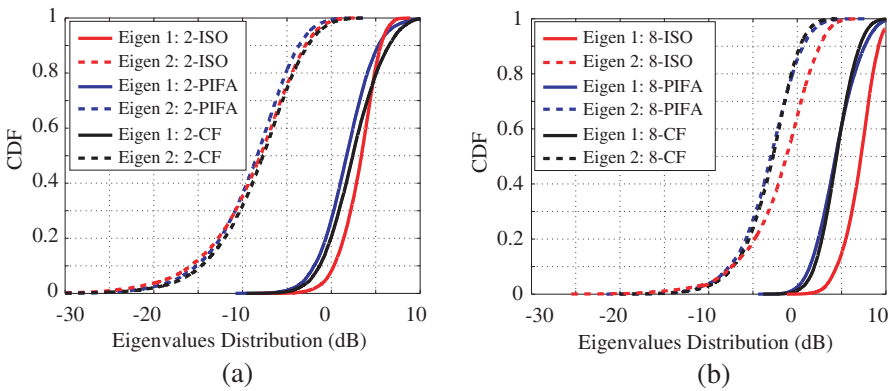 1
0.8
0.6
0.4
0.2
0
CDF
Eigen 1: 2-ISO
Eigen 2: 2-ISO
Eigen 1: 2-PIFA
Eigen 2: 2-PIFA
Eigen 1: 2-CF
Eigen 2: 2-CF
-30 -20 -10 0 10
Eigenvalues Distribution (dB)
(a)
1
0.8
0.6
0.4
0.2
0
CDF
Eigen 1: 8-ISO
Eigen 2: 8-ISO
Eigen 1: 8-PIFA
Eigen 2: 8-PIFA
Eigen 1: 8-CF
Eigen 2: 8-CF
-30 -20 -10 0 10
Eigenvalues Distribution (dB)
(b)